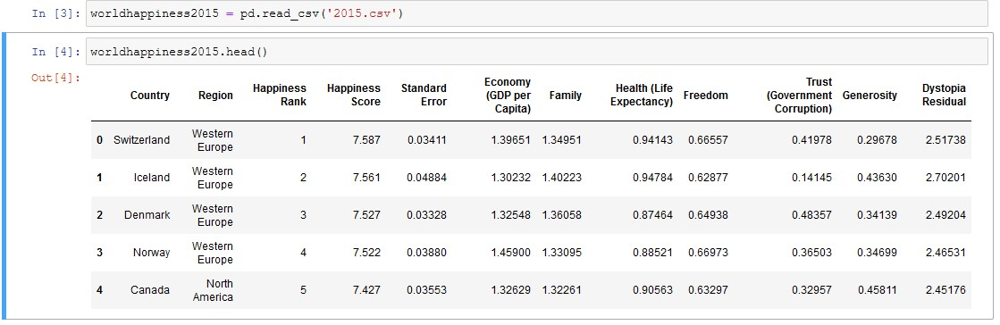 In [3]: worldhappiness2015 = pd.read_csv('2015.csv')
In [4]: worldhappiness2015.head()
Out[4]:
Country Region Happiness Rank Happiness Score Standard Error Economy (GDP per Capita) Family Health (Life Expectancy) Freedom Trust (Government Corruption) Generosity Dystopia Residual
0 Switzerland Western Europe 1 7.587 0.03411 1.39651 1.34951 0.94143 0.66557 0.41978 0.29678 2.51738
1 Iceland Western Europe 2 7.561 0.04884 1.30232 1.40223 0.94784 0.62877 0.14145 0.43630 2.70201
2 Denmark Western Europe 3 7.527 0.03328 1.32548 1.36058 0.87464 0.64938 0.48357 0.34139 2.49204
3 Norway Western Europe 4 7.522 0.03880 1.45900 1.33095 0.88521 0.66973 0.36503 0.34699 2.46531
4 Canada North America 5 7.427 0.03553 1.32629 1.32261 0.90563 0.63297 0.32957 0.45811 2.45176